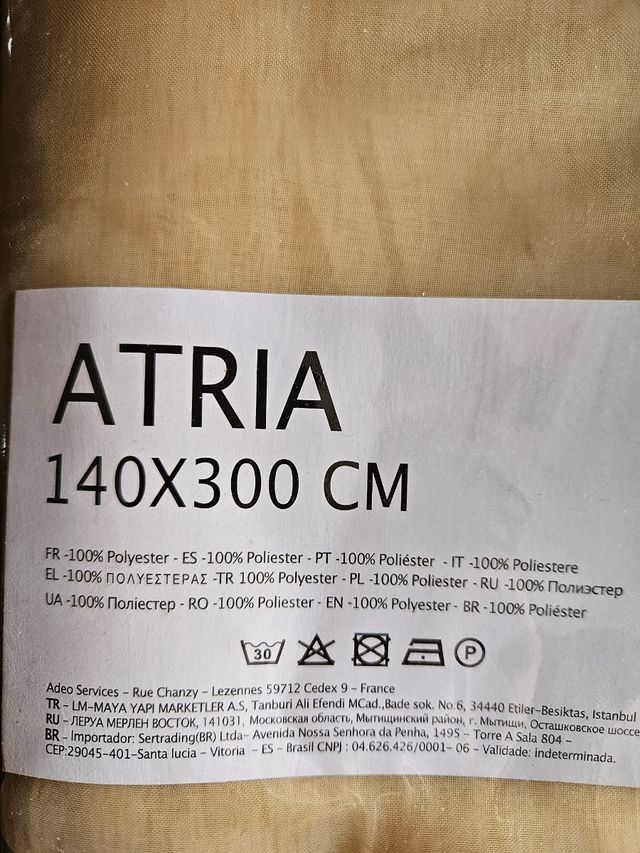 ATRIA
140X300 CM
FR -100% Polyester - ES -100% Poliester - PT -100% Poliéster - IT -100% Poliestere
EL -100% ΠΟΛΥΕΣΤΕΡΑΣ -TR 100% Polyester - PL -100% Poliester - RU -100% Полиэстер
UA -100% Поліестер - RO -100% Poliester - EN -100% Polyester - BR -100% Poliéster
30 P
Adeo Services - Rue Chanzy - Lezennes 59712 Cedex 9 - France
TR - LM-MAYA YAPI MARKETLER A.S, Tanburi Ali Efendi MCad.,Bade sok. No.6, 34440 Etiler-Besiktas, Istanbul
RU - ЛЕРУА МЕРЛЕН ВОСТОК, 141031, Московская область, Мытищинский район, г. Мытищи, Осташковское шоссе
BR - Importador: Sertrading(BR) Ltda- Avenida Nossa Senhora da Penha, 1495 - Torre A Sala 804 -
CEP:29045-401-Santa lucia - Vitoria - ES - Brasil CNPJ : 04.626.426/0001- 06 - Validade: indeterminada.